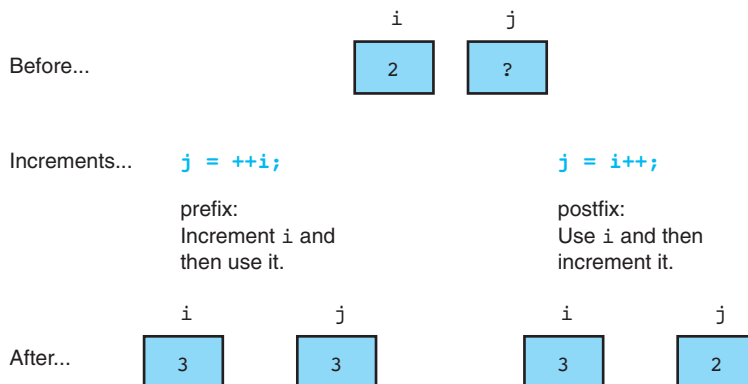 i j
Before... 2 ?
Increments... j = ++i; j = i++;
prefix: postfix:
Increment i and Use i and then
then use it. increment it.
i j i j
After... 3 3 3 2